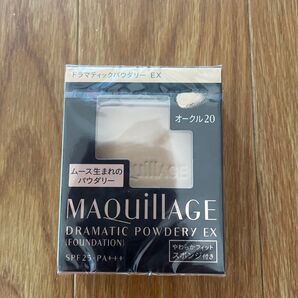 ドラマティックパウダリー EX
オークル20
MAQuillAGE
ムース生まれの
パウダリー
MAQuillAGE
DRAMATIC POWDERY EX
(FOUNDATION)
SPF25・PA+++
やわらかフィット
スポンジ付き